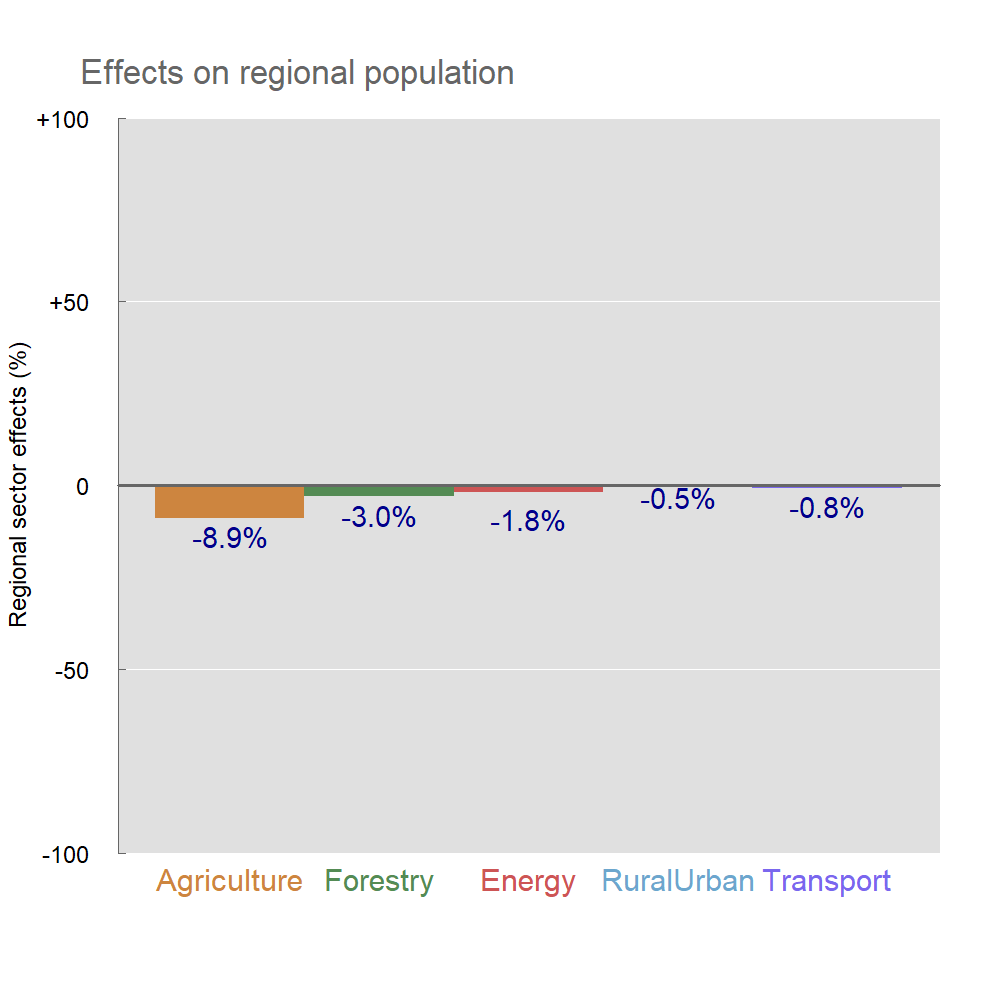 Effects on regional population
+100
+50
0
-50
-100
Regional sector effects (%)
-8.9%
-3.0%
-1.8%
-0.5%
-0.8%
Agriculture
Forestry
Energy
RuralUrban
Transport